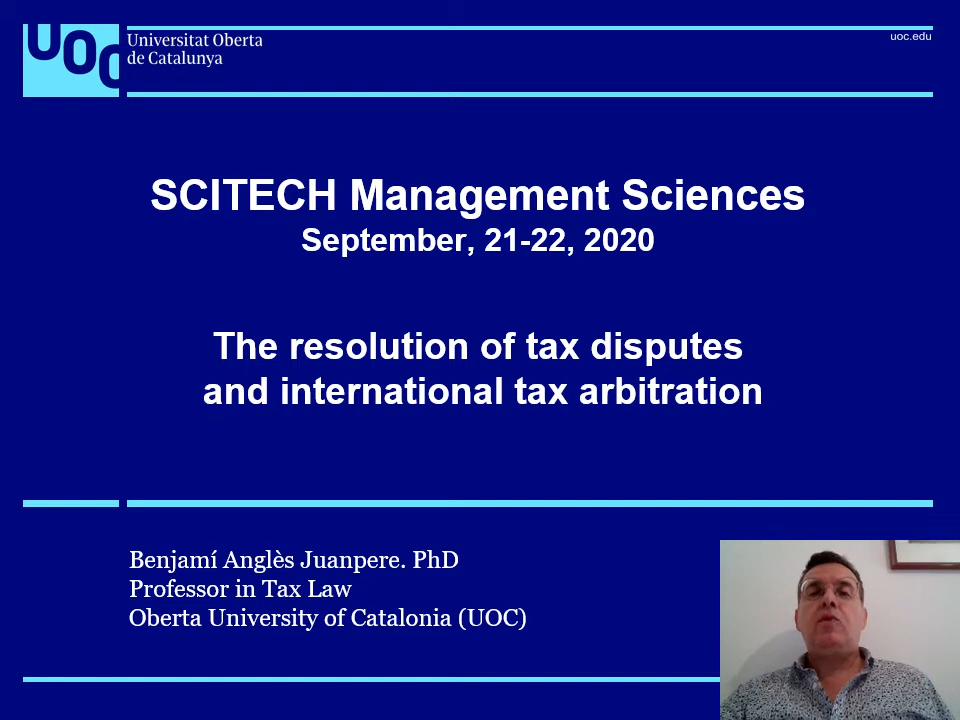 UOC
Universitat Oberta
de Catalunya
uoc.edu
SCITECH Management Sciences
September, 21-22, 2020
The resolution of tax disputes
and international tax arbitration
Benjamí Anglès Juanpere. PhD
Professor in Tax Law
Oberta University of Catalonia (UOC)